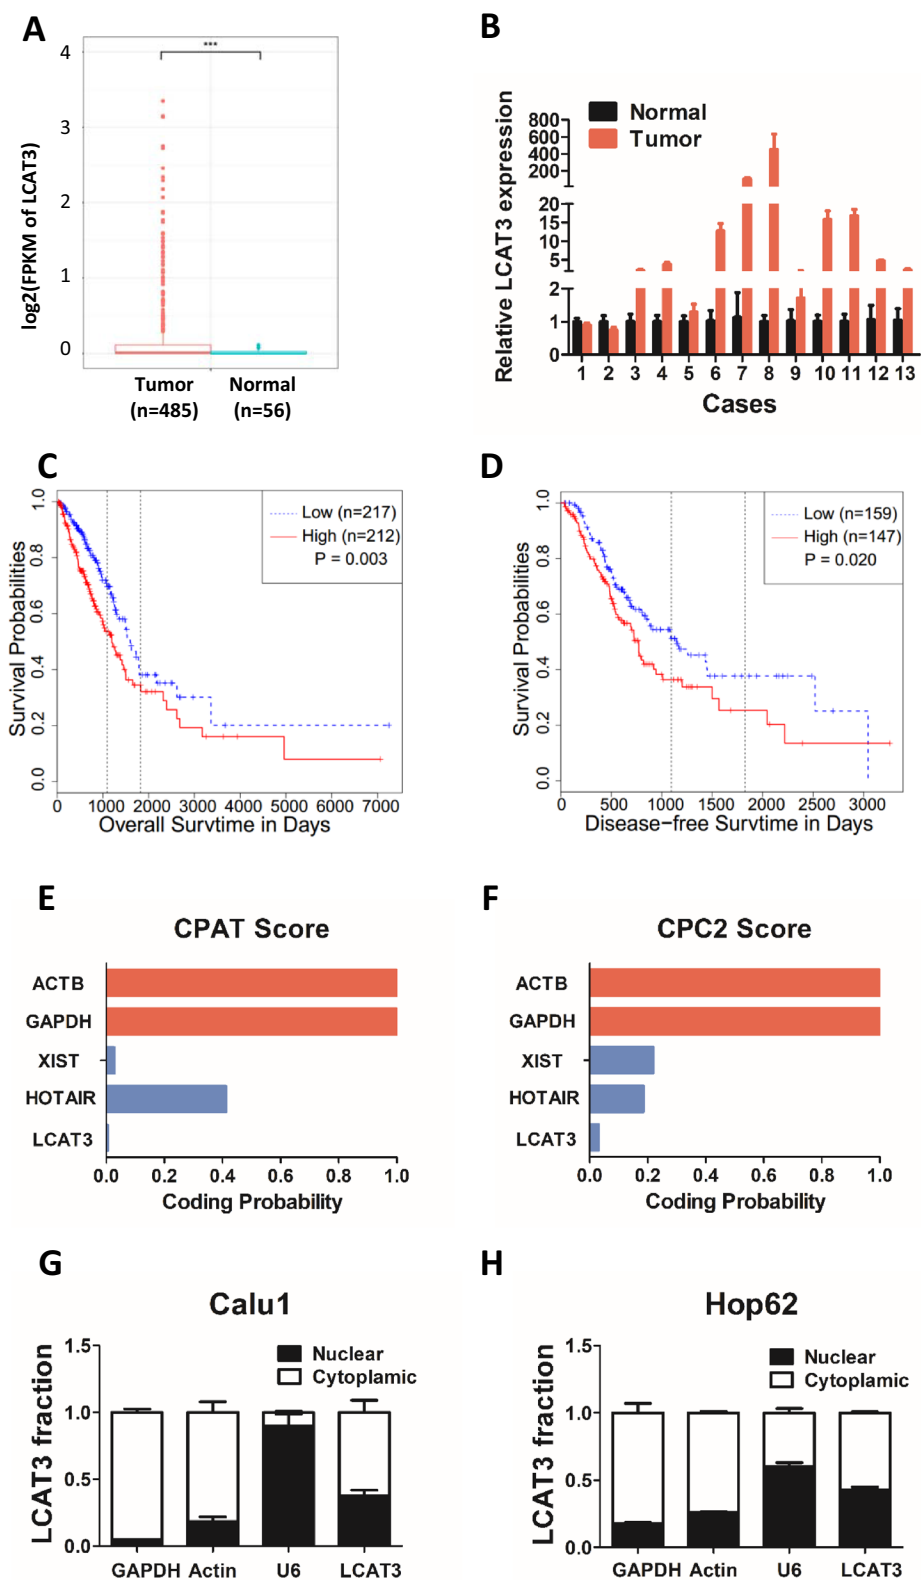 A
log2(FPKM of LCAT3)
4
3
2
1
0
***
Tumor
(n=485)
Normal
(n=56)
B
Relative LCAT3 expression
800
600
400
200
20
15
10
5
2
1
0
Normal
Tumor
1 2 3 4 5 6 7 8 9 10 11 12 13
Cases
C
Survival Probabilities
1.0
0.8
0.6
0.4
0.2
0.0
Low (n=217)
High (n=212)
P = 0.003
0 1000 2000 3000 4000 5000 6000 7000
Overall Survtime in Days
D
Survival Probabilities
1.0
0.8
0.6
0.4
0.2
0.0
Low (n=159)
High (n=147)
P = 0.020
0 500 1000 1500 2000 2500 3000
Disease−free Survtime in Days
E
CPAT Score
ACTB
GAPDH
XIST
HOTAIR
LCAT3
0.0 0.2 0.4 0.6 0.8 1.0
Coding Probability
F
CPC2 Score
ACTB
GAPDH
XIST
HOTAIR
LCAT3
0.0 0.2 0.4 0.6 0.8 1.0
Coding Probability
G
Calu1
LCAT3 fraction
1.5
1.0
0.5
0.0
Nuclear
Cytoplamic
GAPDH Actin U6 LCAT3
H
Hop62
LCAT3 fraction
1.5
1.0
0.5
0.0
Nuclear
Cytoplamic
GAPDH Actin U6 LCAT3